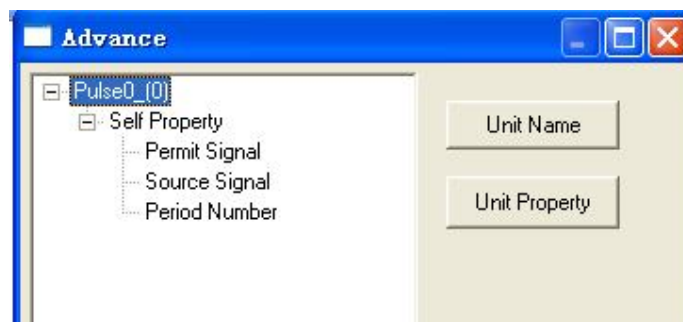 Advance
Pulse0_(0)
Self Property
Permit Signal
Source Signal
Period Number
Unit Name
Unit Property